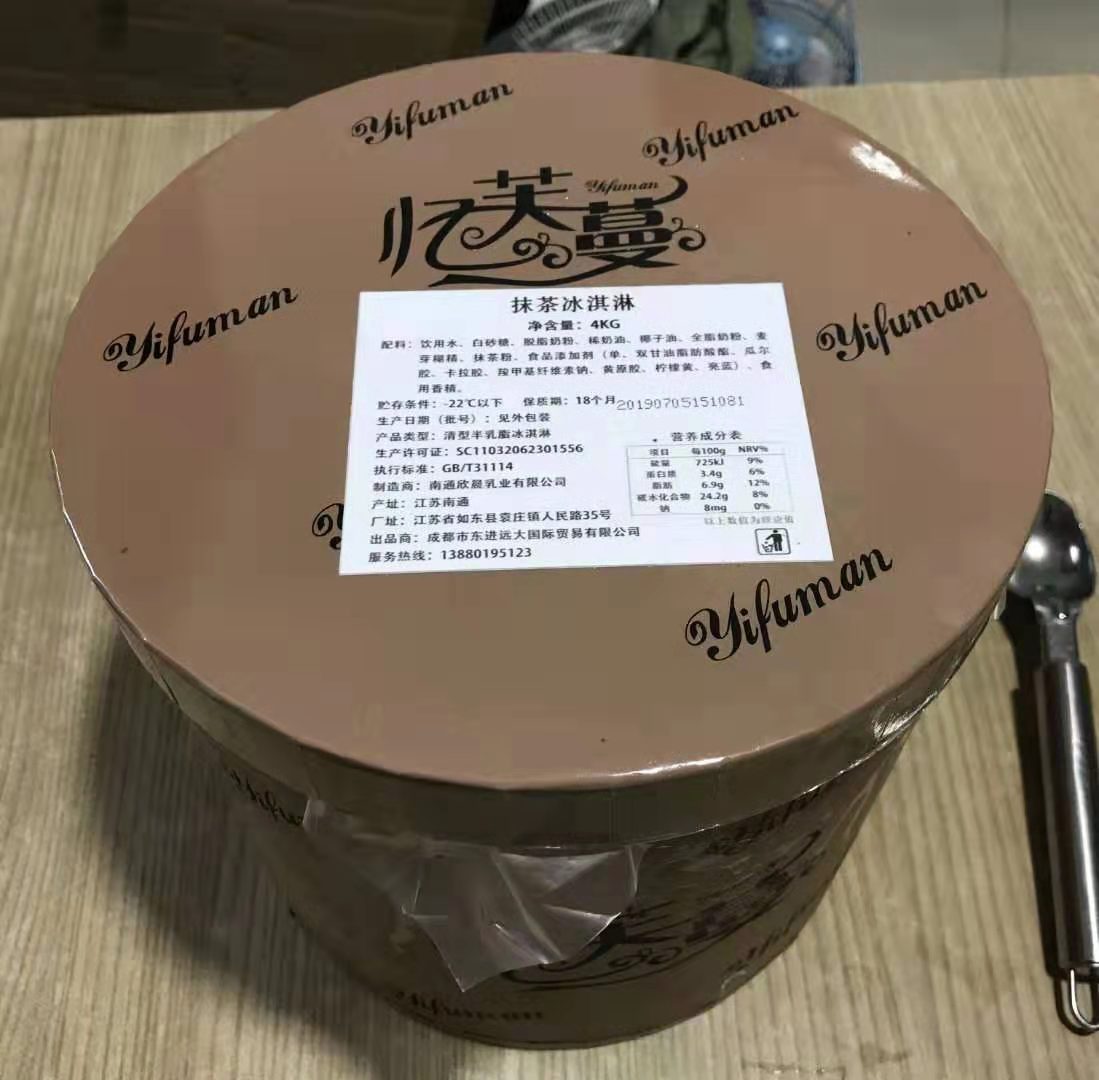 Yifuman
Yifuman
忆芙蔓
Yifuman
Yifuman
Yifuman
抹茶冰淇淋
净含量：4KG
配料：饮用水、白砂糖、脱脂奶粉、稀奶油、椰子油、全脂奶粉、麦
芽糊精、抹茶粉、食品添加剂（单、双甘油脂肪酸酯、瓜尔
胶、卡拉胶、羧甲基纤维素钠、黄原胶、柠檬黄、亮蓝）、食
用香精。
贮存条件：-22℃以下 保质期：18个月
20190705151081
生产日期（批号）：见外包装
产品类型：清型半乳脂冰淇淋
生产许可证：SC11032062301556
执行标准：GB/T31114
制造商：南通欣晨乳业有限公司
产址：江苏南通
厂址：江苏省如东县袁庄镇人民路35号
出品商：成都市东进远大国际贸易有限公司
服务热线：13880195123
营养成分表
项目 每100g NRV%
能量 725kJ 9%
蛋白质 3.4g 6%
脂肪 6.9g 12%
碳水化合物 24.2g 8%
钠 8mg 0%
以上数值为
Yifuman
Yifu
芙蔓
Yifuman